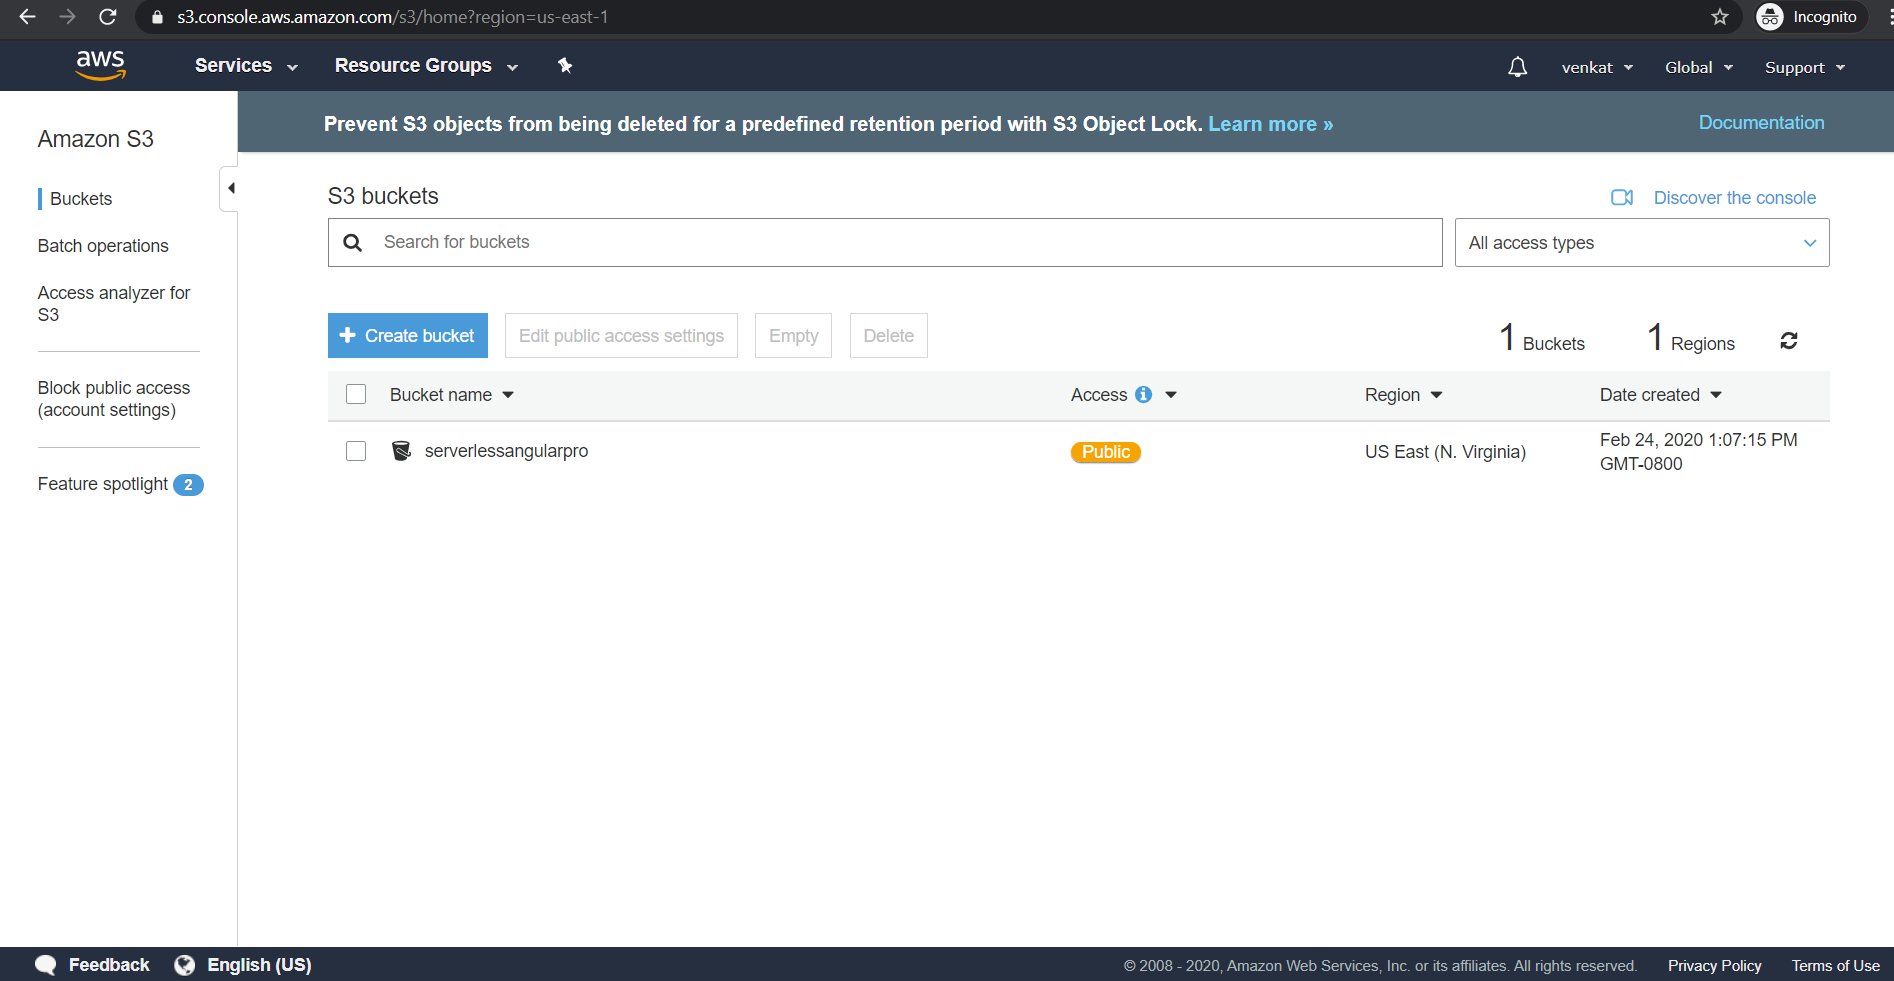 s3.console.aws.amazon.com/s3/home?region=us-east-1
Incognito
aws
Services
Resource Groups
venkat
Global
Support
Amazon S3
Buckets
Batch operations
Access analyzer for
S3
Block public access
(account settings)
Feature spotlight 2
Prevent S3 objects from being deleted for a predefined retention period with S3 Object Lock. Learn more »
Documentation
S3 buckets
Discover the console
Search for buckets
All access types
Create bucket
Edit public access settings
Empty
Delete
1 Buckets
1 Regions
Bucket name
Access
Region
Date created
serverlessangularpro
Public
US East (N. Virginia)
Feb 24, 2020 1:07:15 PM
GMT-0800
Feedback
English (US)
© 2008 - 2020, Amazon Web Services, Inc. or its affiliates. All rights reserved.
Privacy Policy
Terms of Use